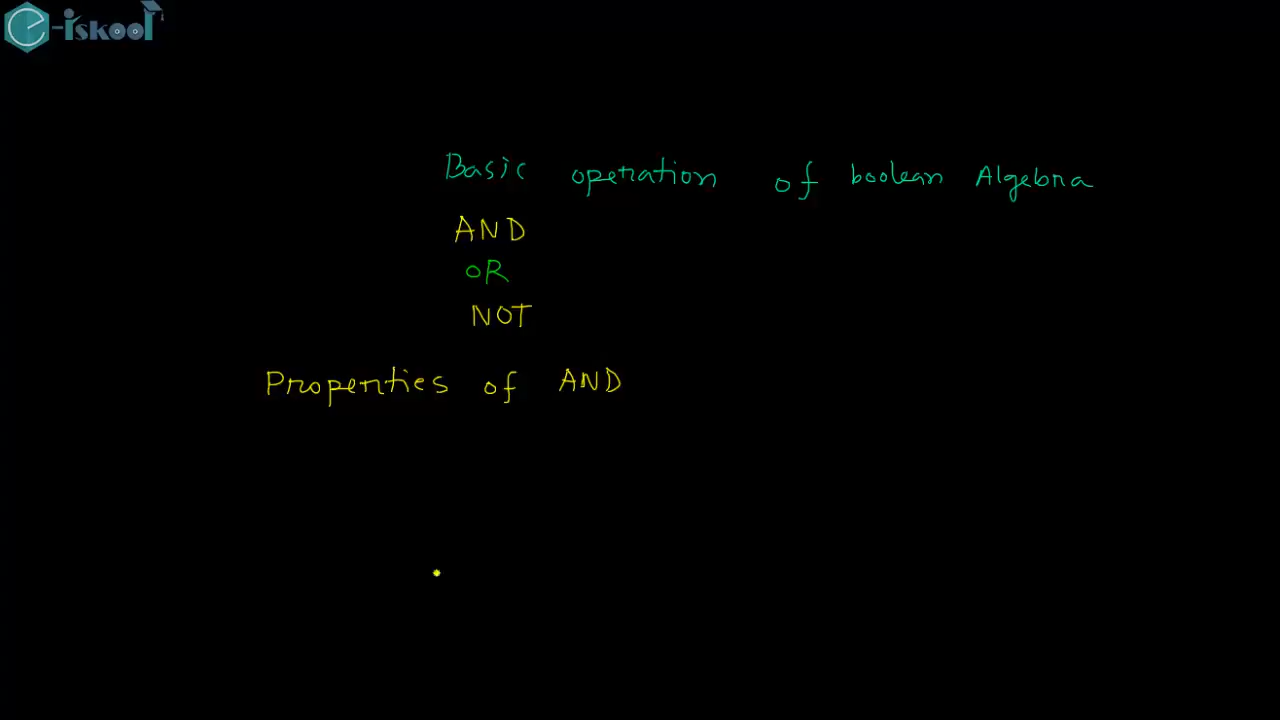 e-iskool
Basic operation of boolean Algebra
AND
OR
NOT
Properties of AND